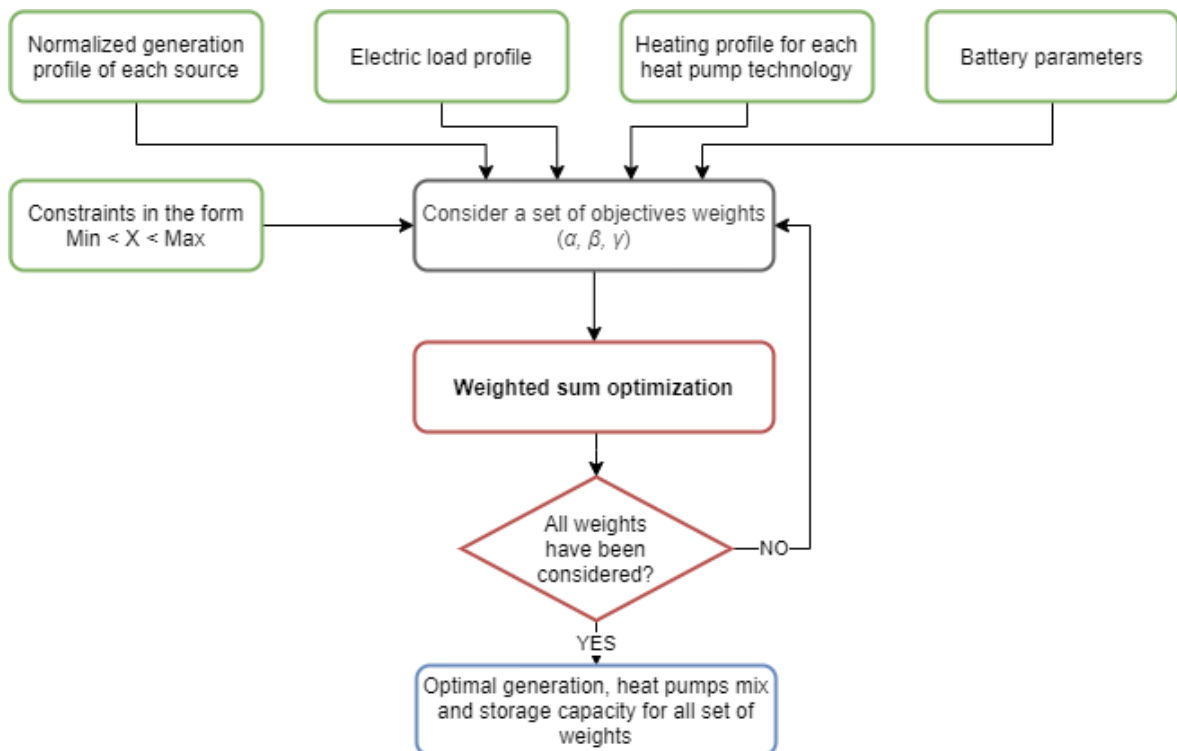 Normalized generation
profile of each source
Electric load profile
Heating profile for each
heat pump technology
Battery parameters
Constraints in the form
Min < X < Max
Consider a set of objectives weights
(α, β, γ)
Weighted sum optimization
All weights
have been
considered?
NO
YES
Optimal generation, heat pumps mix
and storage capacity for all set of
weights